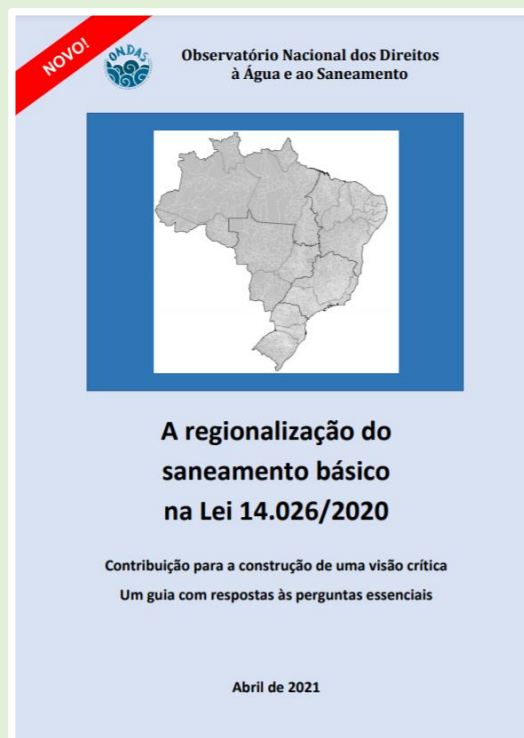 NOVO!
ONDAS
Observatório Nacional dos Direitos
à Água e ao Saneamento
A regionalização do
saneamento básico
na Lei 14.026/2020
Contribuição para a construção de uma visão crítica
Um guia com respostas às perguntas essenciais
Abril de 2021